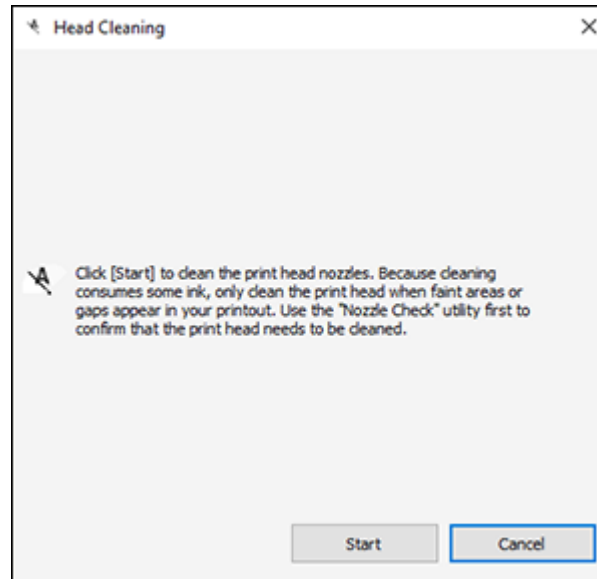 Head Cleaning
Click [Start] to clean the print head nozzles. Because cleaning
consumes some ink, only clean the print head when faint areas or
gaps appear in your printout. Use the "Nozzle Check" utility first to
confirm that the print head needs to be cleaned.
Start
Cancel